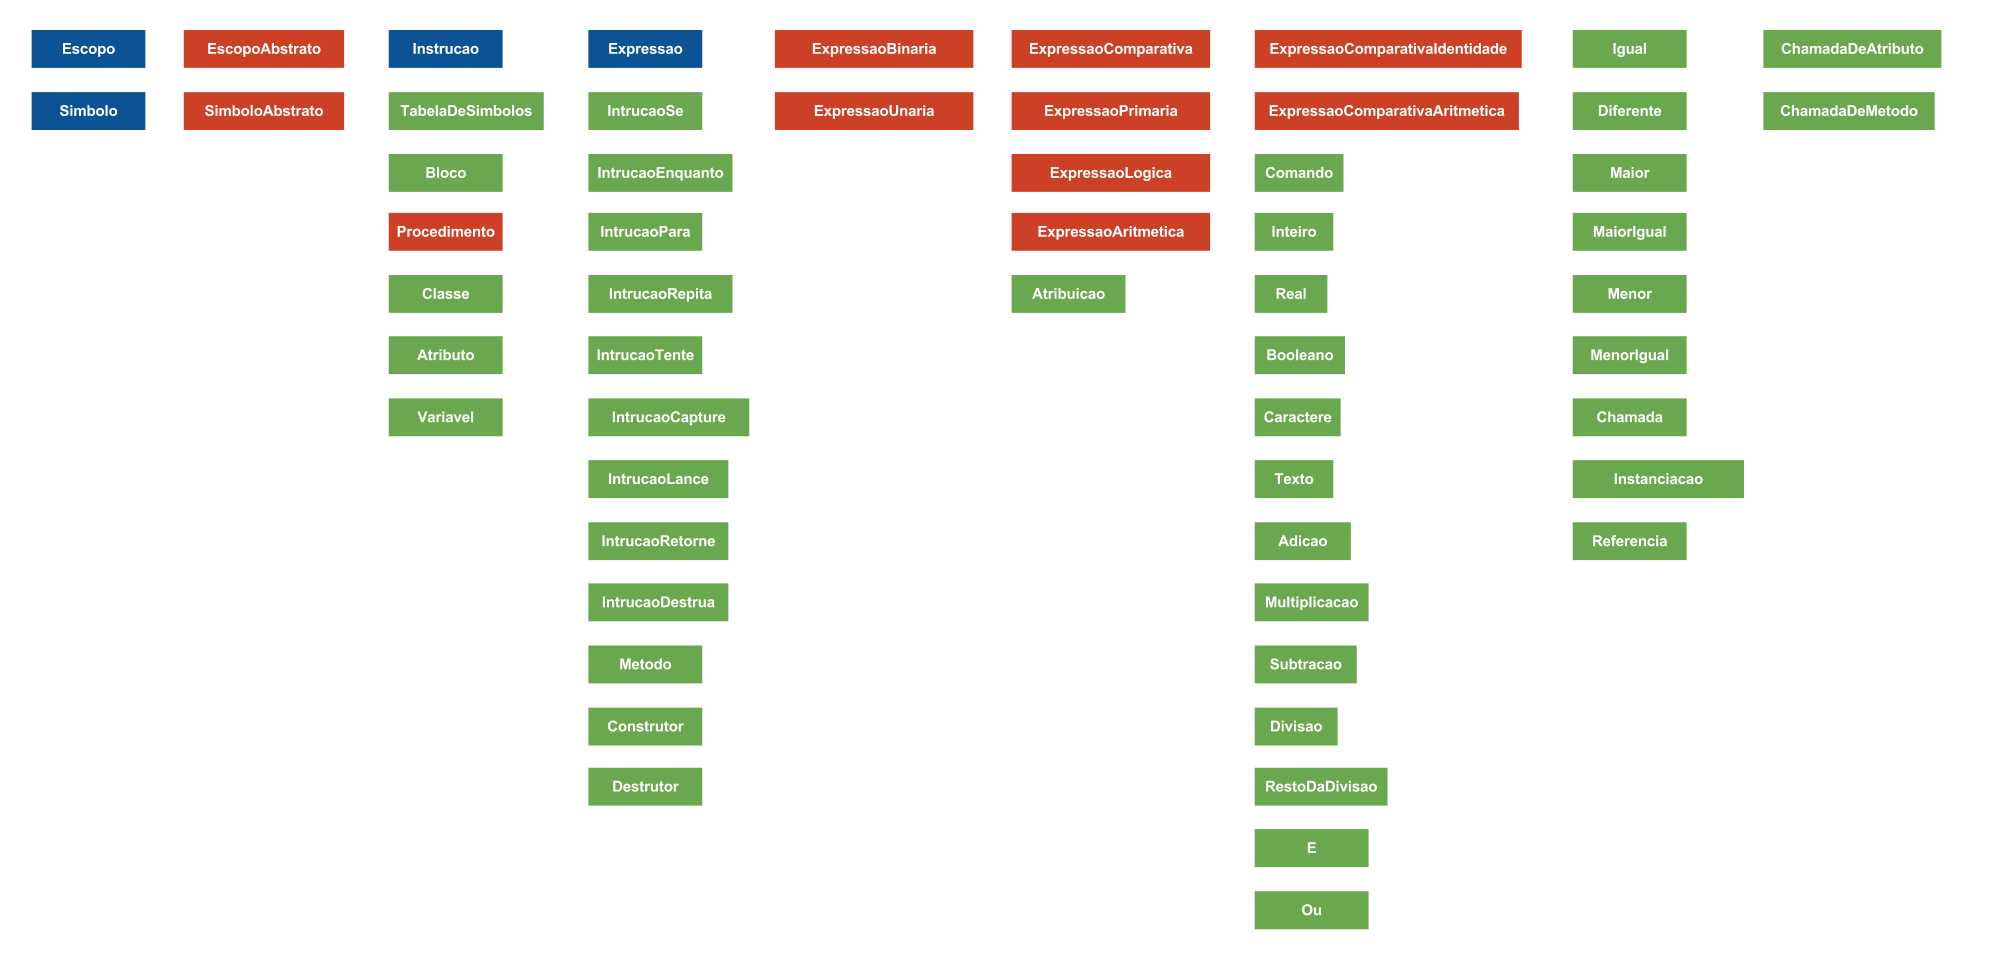 Escopo
Simbolo
EscopoAbstrato
SimboloAbstrato
Instrucao
TabelaDeSimbolos
Bloco
Procedimento
Classe
Atributo
Variavel
Expressao
IntrucaoSe
IntrucaoEnquanto
IntrucaoPara
IntrucaoRepita
IntrucaoTente
IntrucaoCapture
IntrucaoLance
IntrucaoRetorne
IntrucaoDestrua
Metodo
Construtor
Destrutor
ExpressaoBinaria
ExpressaoUnaria
ExpressaoComparativa
ExpressaoPrimaria
ExpressaoLogica
ExpressaoAritmetica
Atribuicao
ExpressaoComparativaIdentidade
ExpressaoComparativaAritmetica
Comando
Inteiro
Real
Booleano
Caractere
Texto
Adicao
Multiplicacao
Subtracao
Divisao
RestoDaDivisao
E
Ou
Igual
Diferente
Maior
MaiorIgual
Menor
MenorIgual
Chamada
Instanciacao
Referencia
ChamadaDeAtributo
ChamadaDeMetodo